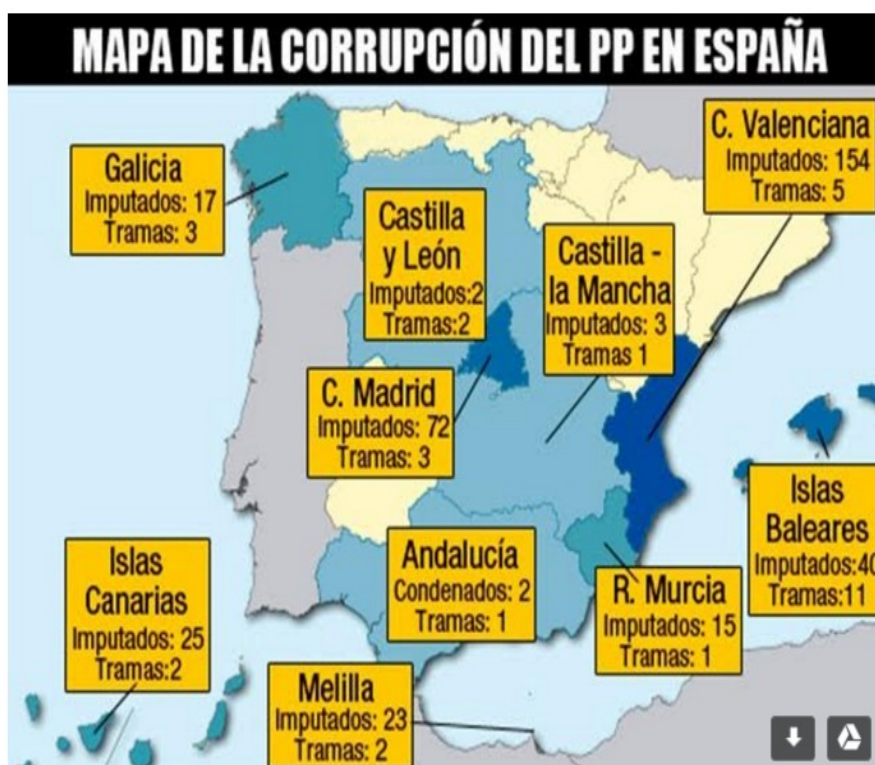 MAPA DE LA CORRUPCIÓN DEL PP EN ESPAÑA
C. Valenciana
Imputados: 154
Tramas: 5
Galicia
Imputados: 17
Tramas: 3
Castilla
y León
Imputados:2
Tramas:2
Castilla -
la Mancha
Imputados: 3
Tramas 1
C. Madrid
Imputados: 72
Tramas: 3
Islas
Baleares
Imputados:40
Tramas:11
Islas
Canarias
Imputados: 25
Tramas:2
Andalucía
Condenados: 2
Tramas: 1
R. Murcia
Imputados: 15
Tramas: 1
Melilla
Imputados: 23
Tramas: 2